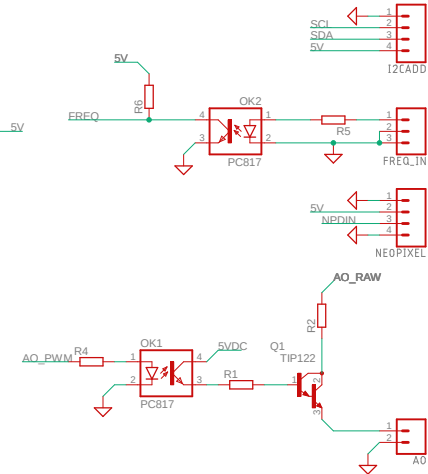 SCL
SDA
5V
1
2
3
4
I2CADD
5V
R6
5V
FREQ
OK2
4
3
1
2
PC817
R5
1
2
3
FREQ_IN
5V
NPDIN
1
2
3
4
NEOPIXEL
AO_RAW
R2
AO_PWM
R4
OK1
1
2
4
3
PC817
5VDC
R1
Q1
TIP122
1
2
3
1
2
AO